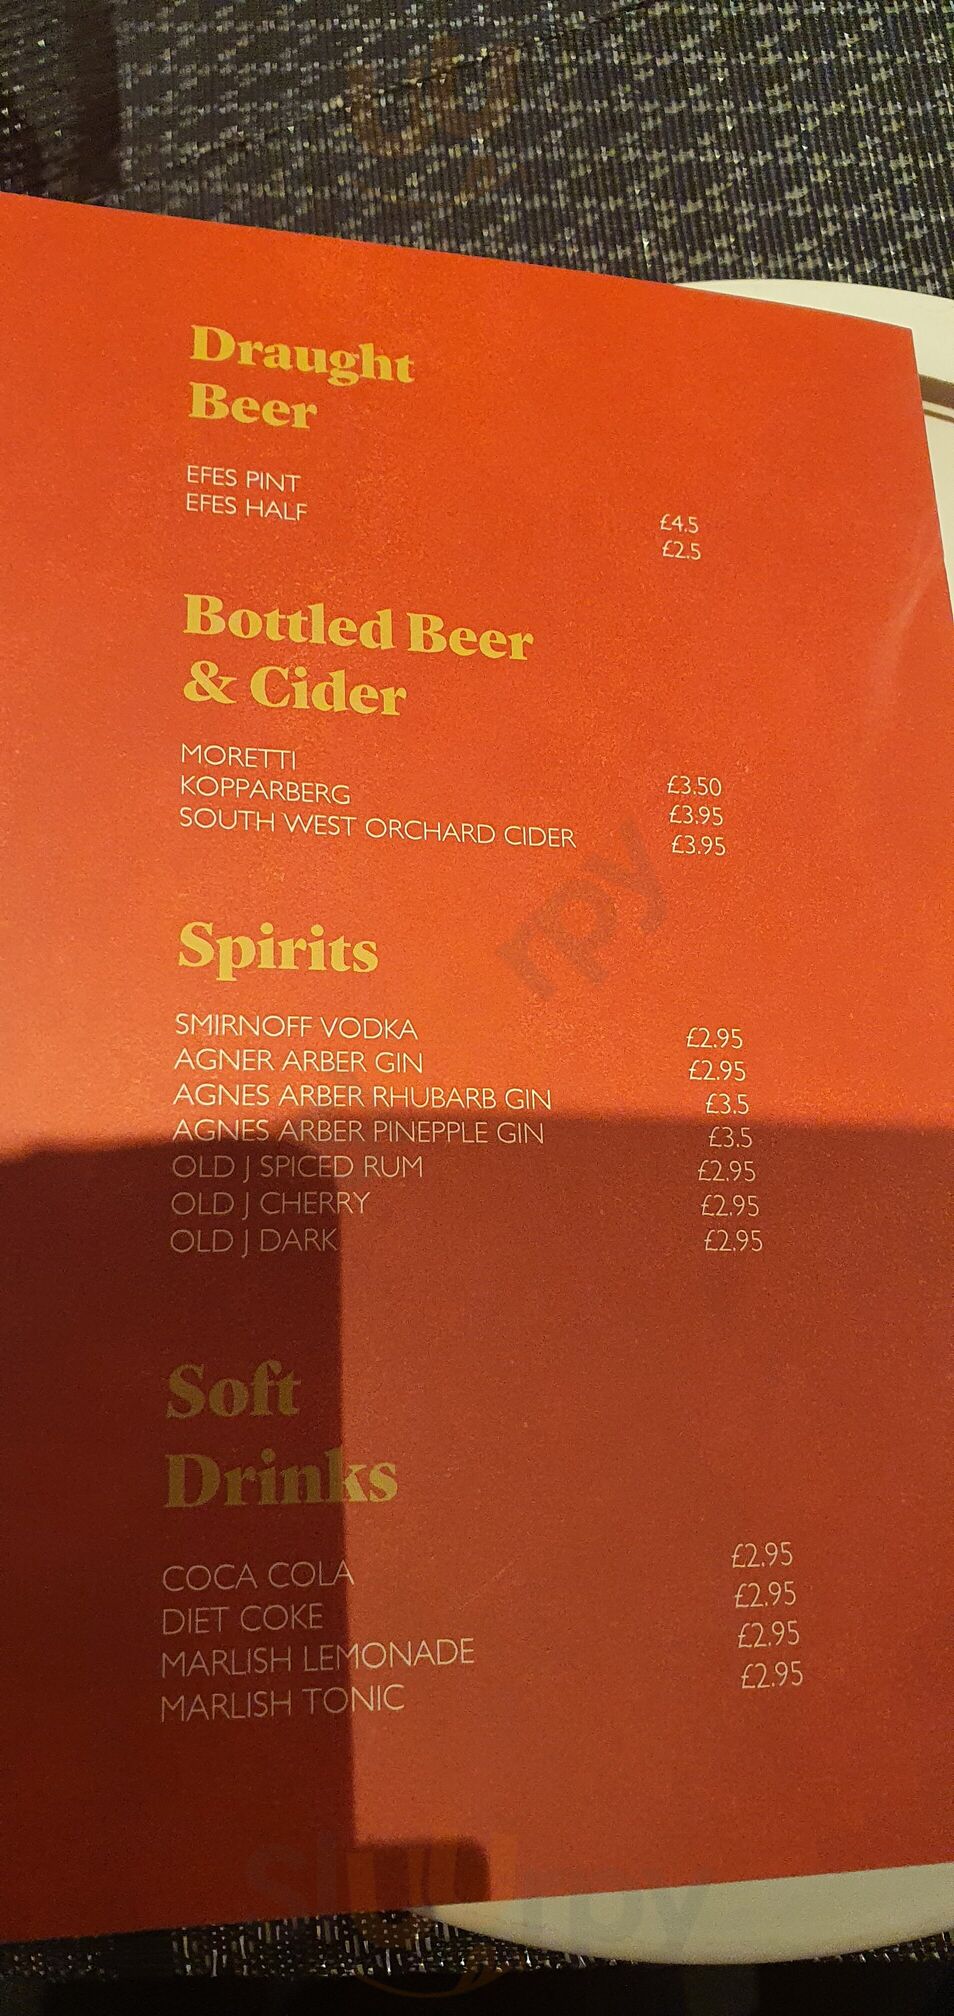 Draught
Beer
EFES PINT £4.5
EFES HALF £2.5
Bottled Beer
& Cider
MORETTI £3.50
KOPPARBERG £3.95
SOUTH WEST ORCHARD CIDER £3.95
Spirits
SMIRNOFF VODKA £2.95
AGNER ARBER GIN £2.95
AGNES ARBER RHUBARB GIN £3.5
AGNES ARBER PINEPPLE GIN £3.5
OLD J SPICED RUM £2.95
OLD J CHERRY £2.95
OLD J DARK £2.95
Soft
Drinks
COCA COLA £2.95
DIET COKE £2.95
MARLISH LEMONADE £2.95
MARLISH TONIC £2.95